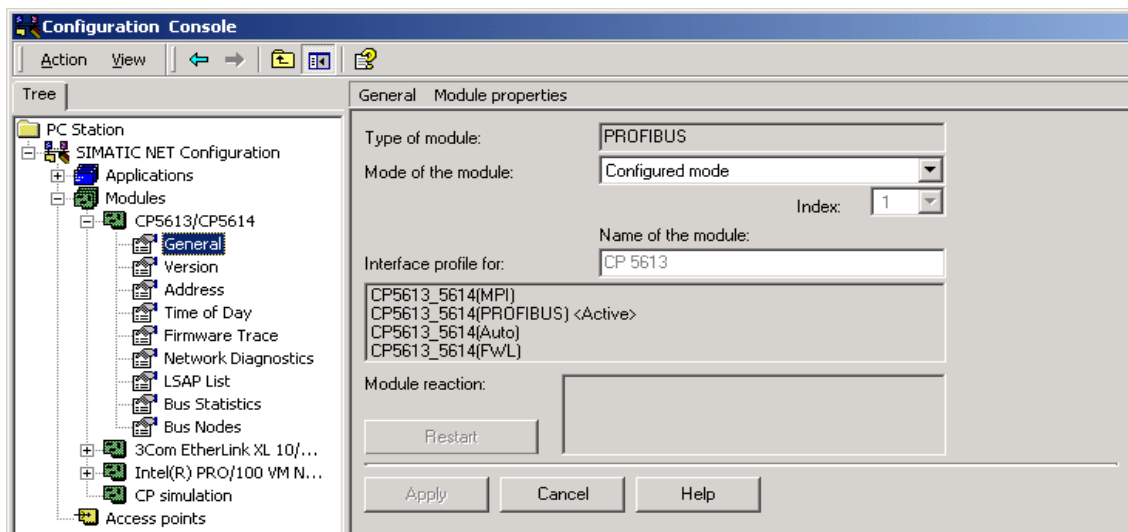 Configuration Console
Action View
Tree
General Module properties
PC Station
SIMATIC NET Configuration
Applications
Modules
CP5613/CP5614
General
Version
Address
Time of Day
Firmware Trace
Network Diagnostics
LSAP List
Bus Statistics
Bus Nodes
3Com EtherLink XL 10/...
Intel(R) PRO/100 VM N...
CP simulation
Access points
Type of module: PROFIBUS
Mode of the module: Configured mode
Index: 1
Name of the module:
Interface profile for: CP 5613
CP5613_5614(MPI)
CP5613_5614(PROFIBUS) <Active>
CP5613_5614(Auto)
CP5613_5614(FWL)
Module reaction:
Restart
Apply Cancel Help